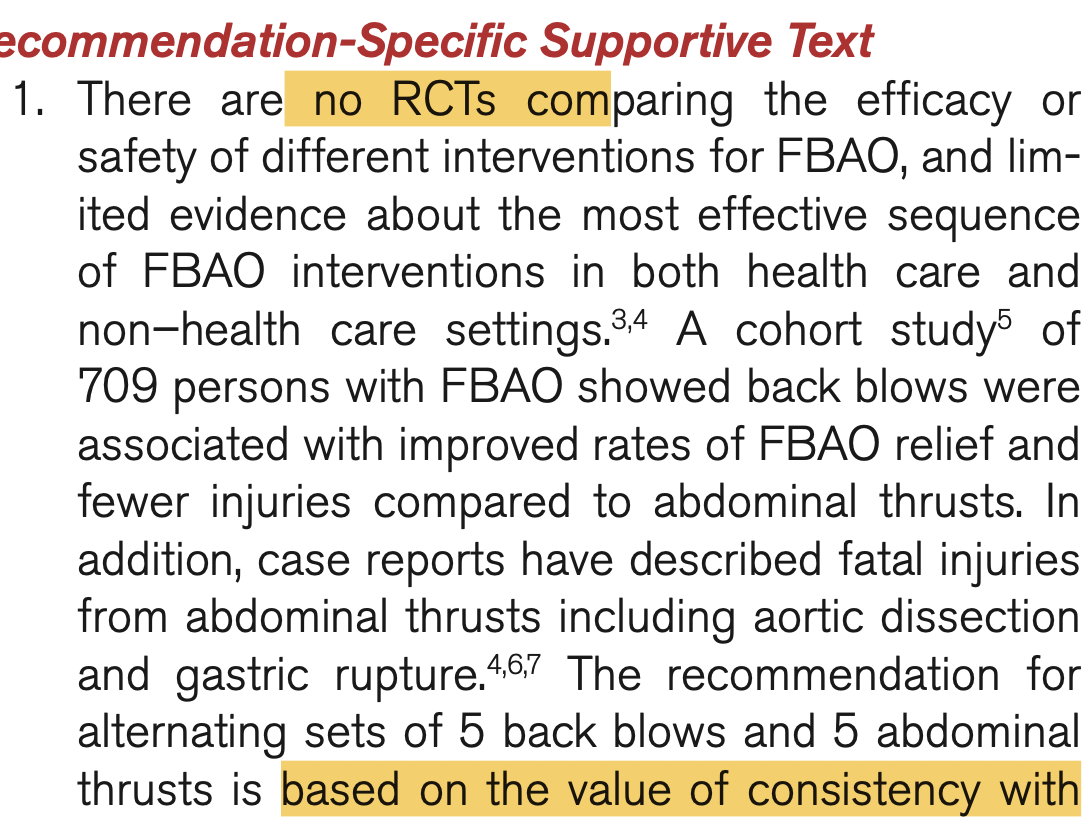 ecommendation-Specific Supportive Text
1. There are no RCTs comparing the efficacy or
safety of different interventions for FBAO, and lim-
ited evidence about the most effective sequence
of FBAO interventions in both health care and
non–health care settings.3,4 A cohort study5 of
709 persons with FBAO showed back blows were
associated with improved rates of FBAO relief and
fewer injuries compared to abdominal thrusts. In
addition, case reports have described fatal injuries
from abdominal thrusts including aortic dissection
and gastric rupture.4,6,7 The recommendation for
alternating sets of 5 back blows and 5 abdominal
thrusts is based on the value of consistency with